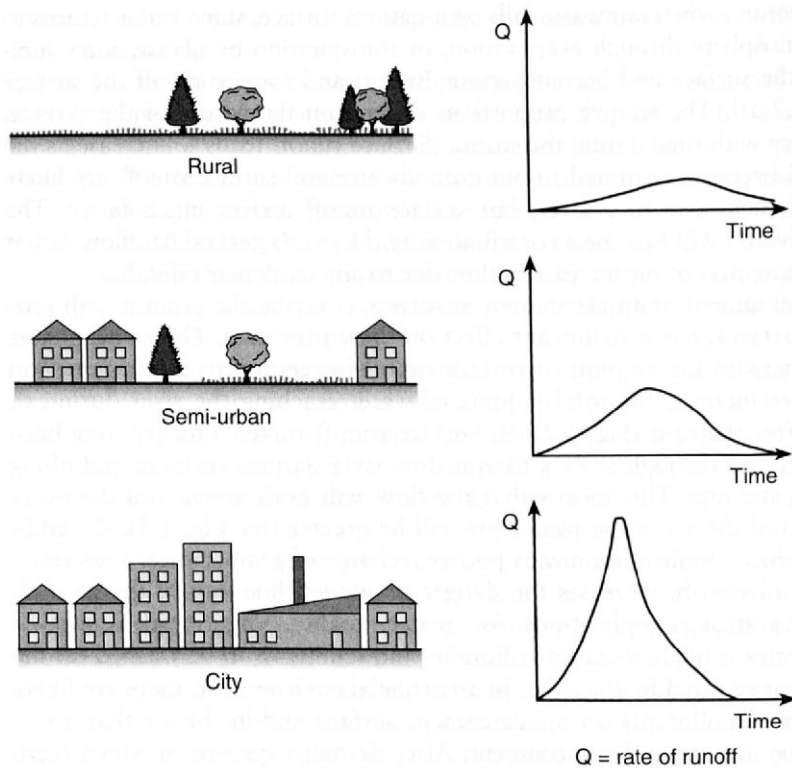 Q
Rural
Time
Q
Semi-urban
Time
Q
City
Time
Q = rate of runoff